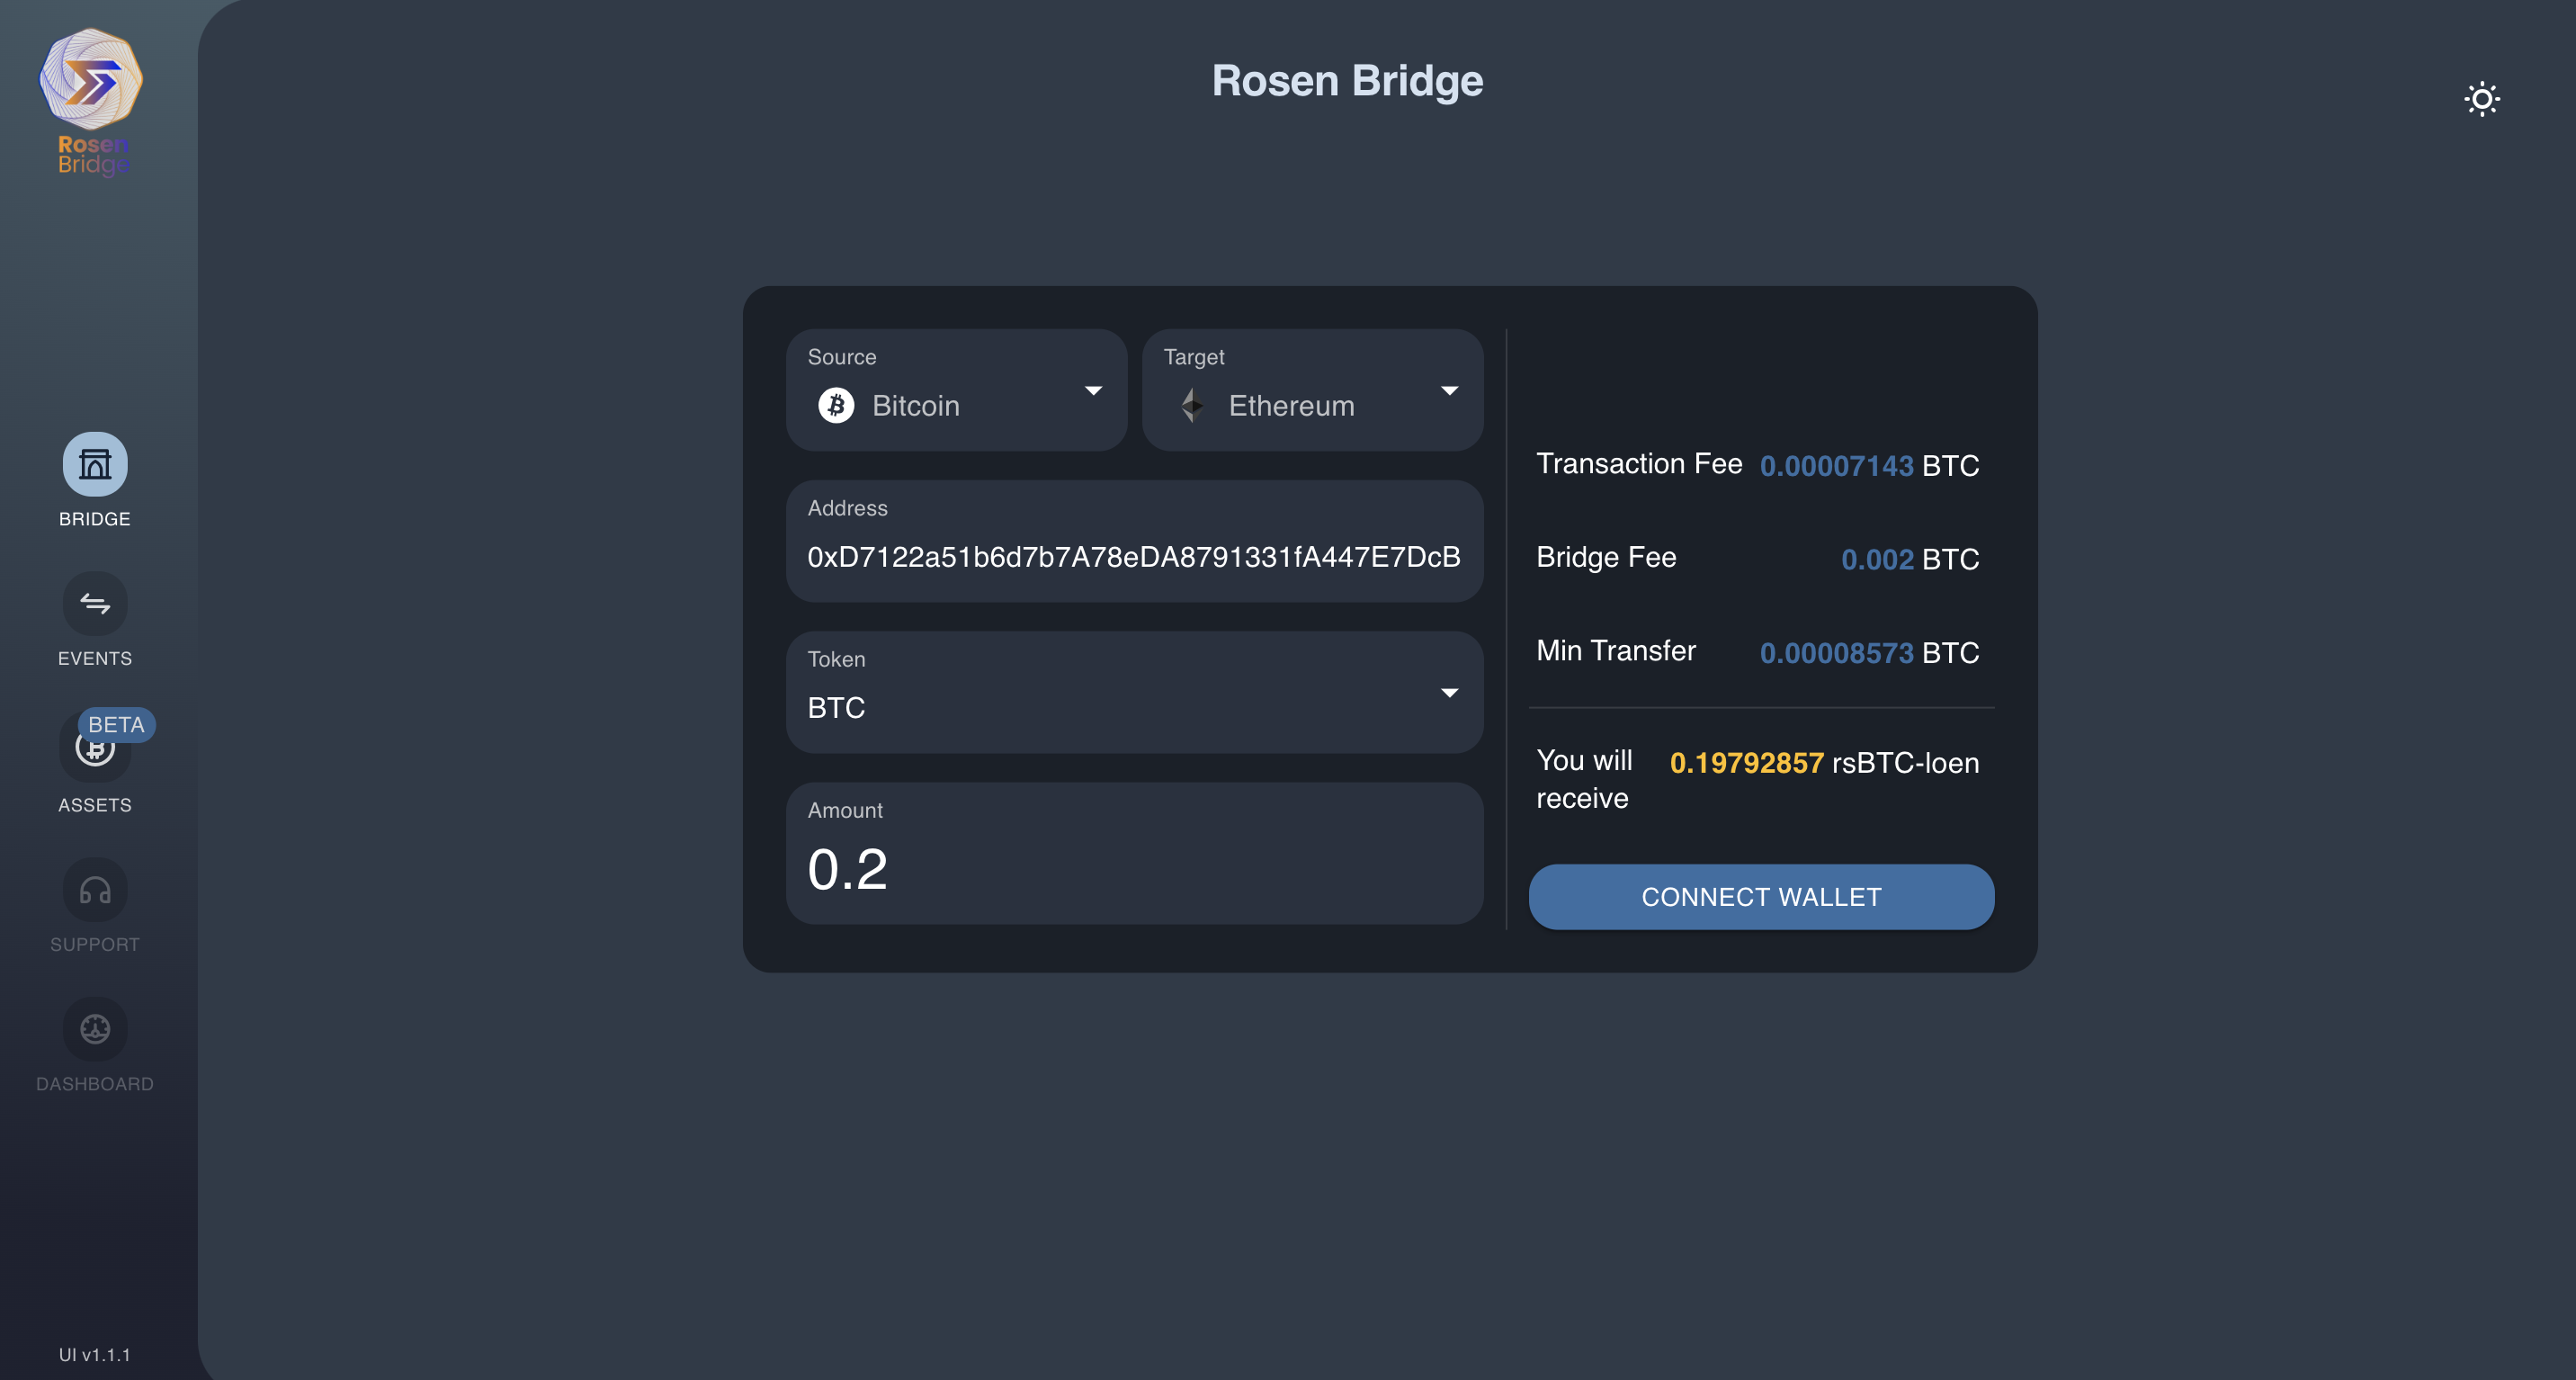 Rosen
Bridge
Rosen Bridge
BRIDGE
EVENTS
BETA
ASSETS
SUPPORT
DASHBOARD
UI v1.1.1
Source
Bitcoin
Target
Ethereum
Address
0xD7122a51b6d7b7A78eDA8791331fA447E7DcB
Token
BTC
Amount
0.2
Transaction Fee 0.00007143 BTC
Bridge Fee 0.002 BTC
Min Transfer 0.00008573 BTC
You will receive 0.19792857 rsBTC-loen
CONNECT WALLET